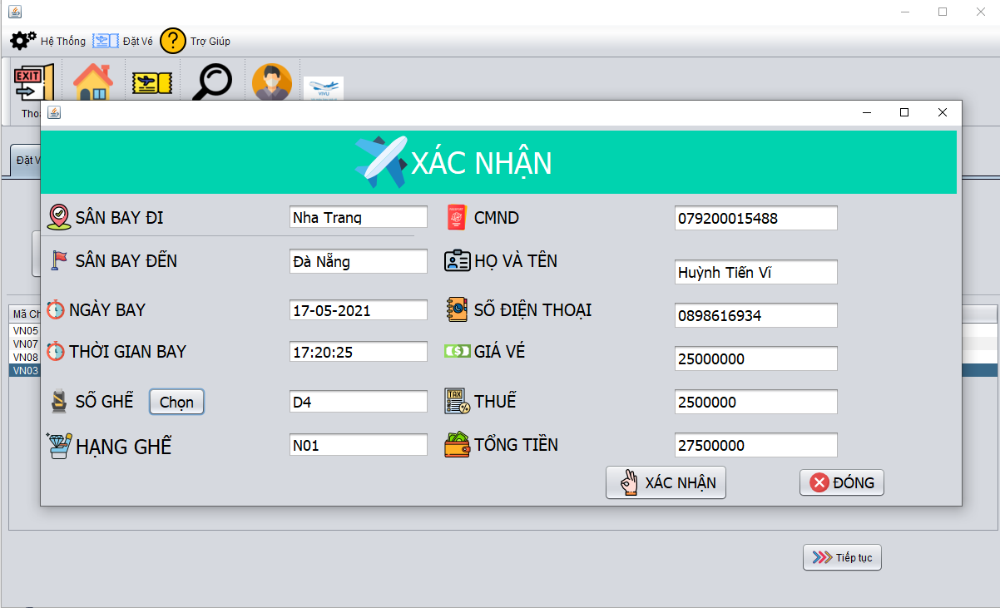 Hệ Thống Đặt Vé ? Trợ Giúp
EXIT
VIVU
Thoá
Đặt V
XÁC NHẬN
SÂN BAY ĐI Nha Trang CMND 079200015488
SÂN BAY ĐẾN Đà Nẵng HỌ VÀ TÊN Huỳnh Tiến Vĩ
NGÀY BAY 17-05-2021 SỐ ĐIỆN THOẠI 0898616934
THỜI GIAN BAY 17:20:25 GIÁ VÉ 25000000
SỐ GHẾ Chọn D4 TAX THUẾ 2500000
HẠNG GHẾ N01 TỔNG TIỀN 27500000
XÁC NHẬN ĐÓNG
Mã Ch
VN05
VN07
VN08
VN03
Tiếp tục